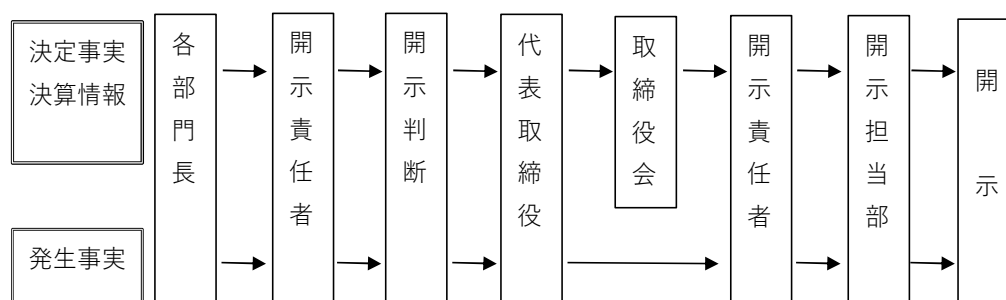 決定事実
決算情報
発生事実
各部門長
開示責任者
開示判断
代表取締役
取締役会
開示責任者
開示担当部
開示